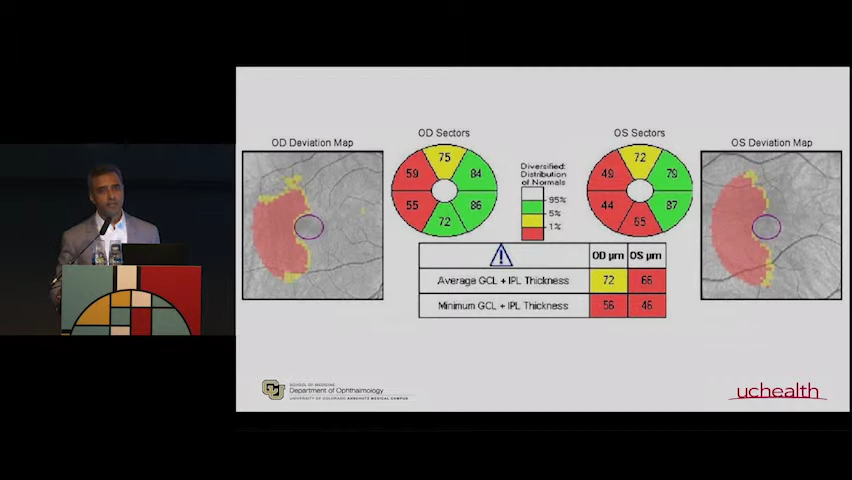 OD Deviation Map
OD Sectors
OS Sectors
OS Deviation Map
75
59
84
55
86
72
Diversified:
Distribution
of Normals
95%
5%
1%
72
49
79
44
87
55
OD μm
OS μm
Average GCL + IPL Thickness
72
66
Minimum GCL + IPL Thickness
56
46
SCHOOL OF MEDICINE
Department of Ophthalmology
UNIVERSITY OF COLORADO ANSCHUTZ MEDICAL CAMPUS
uchealth